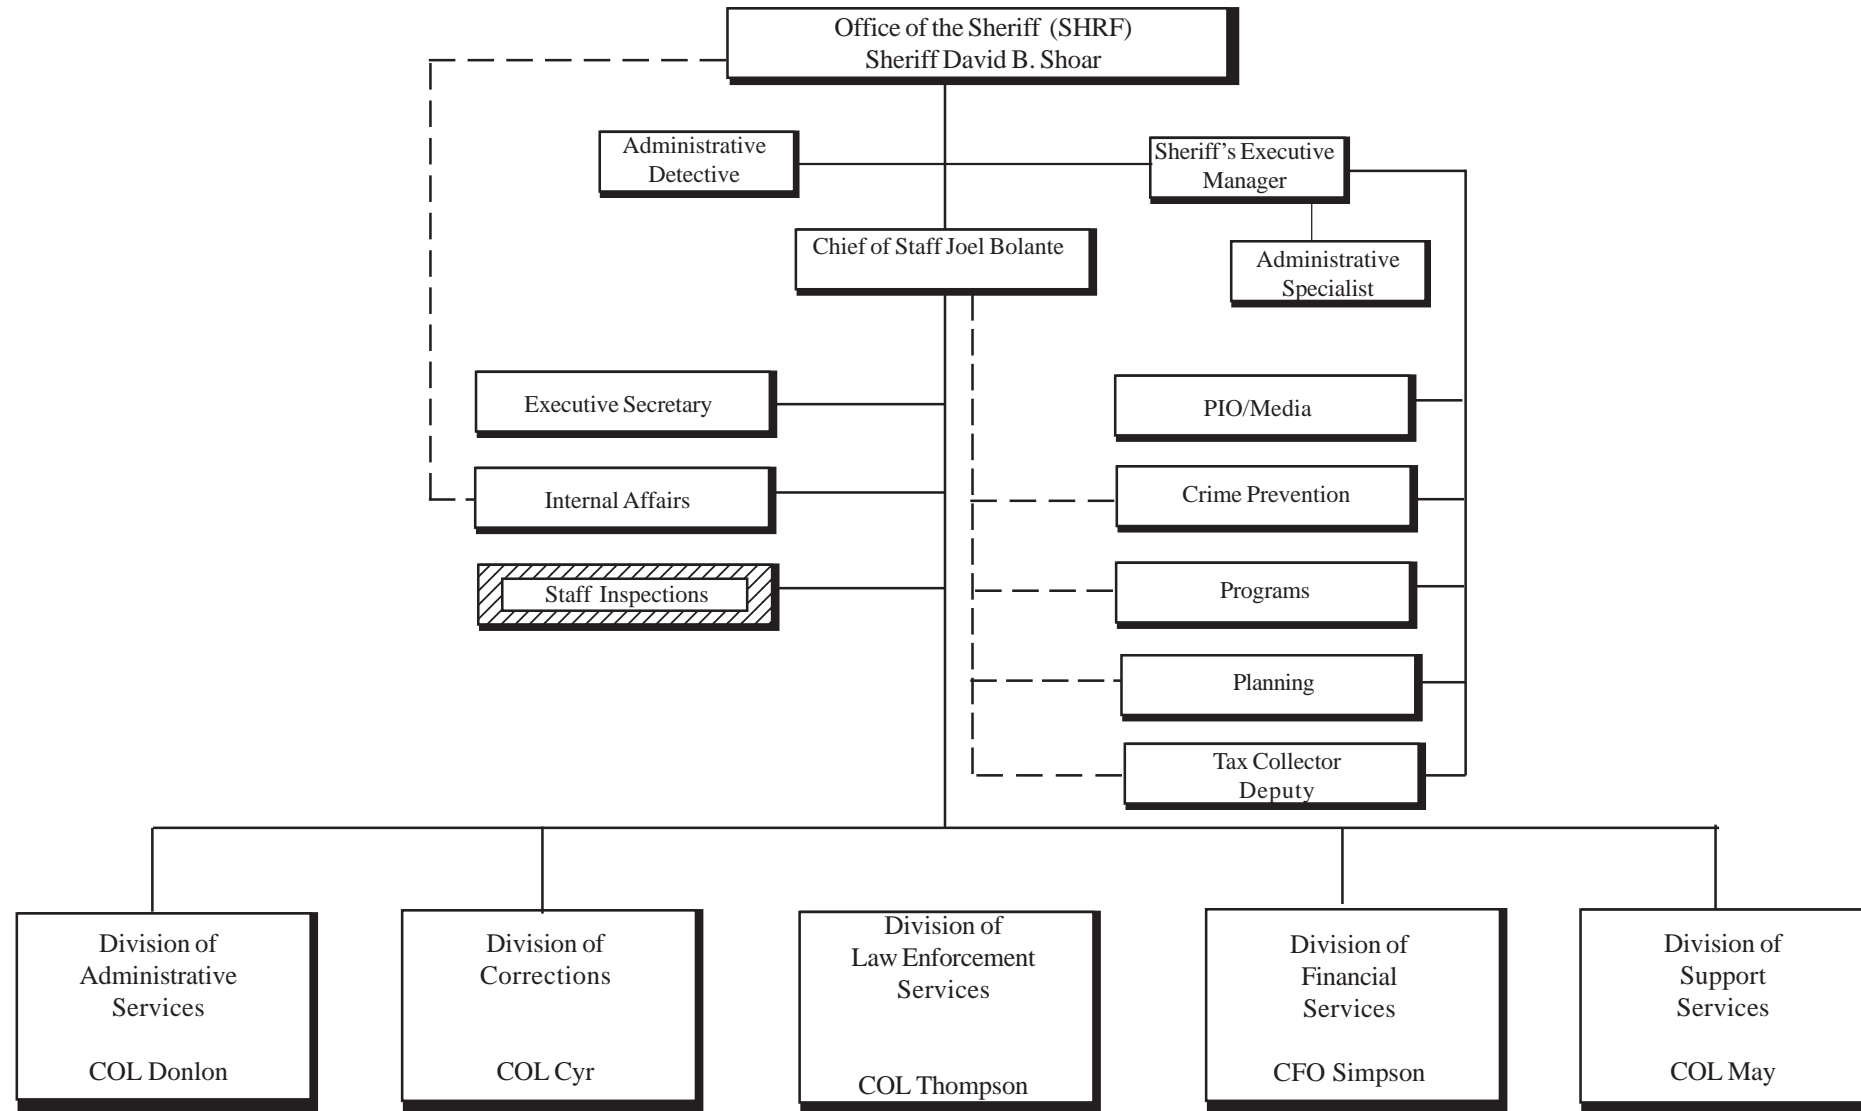 Office of the Sheriff (SHRF)
Sheriff David B. Shoar
Administrative
Detective
Sheriff’s Executive
Manager
Chief of Staff Joel Bolante
Administrative
Specialist
Executive Secretary
PIO/Media
Internal Affairs
Crime Prevention
Staff Inspections
Programs
Planning
Tax Collector
Deputy
Division of
Administrative
Services
COL Donlon
Division of
Corrections
COL Cyr
Division of
Law Enforcement
Services
COL Thompson
Division of
Financial
Services
CFO Simpson
Division of
Support
Services
COL May